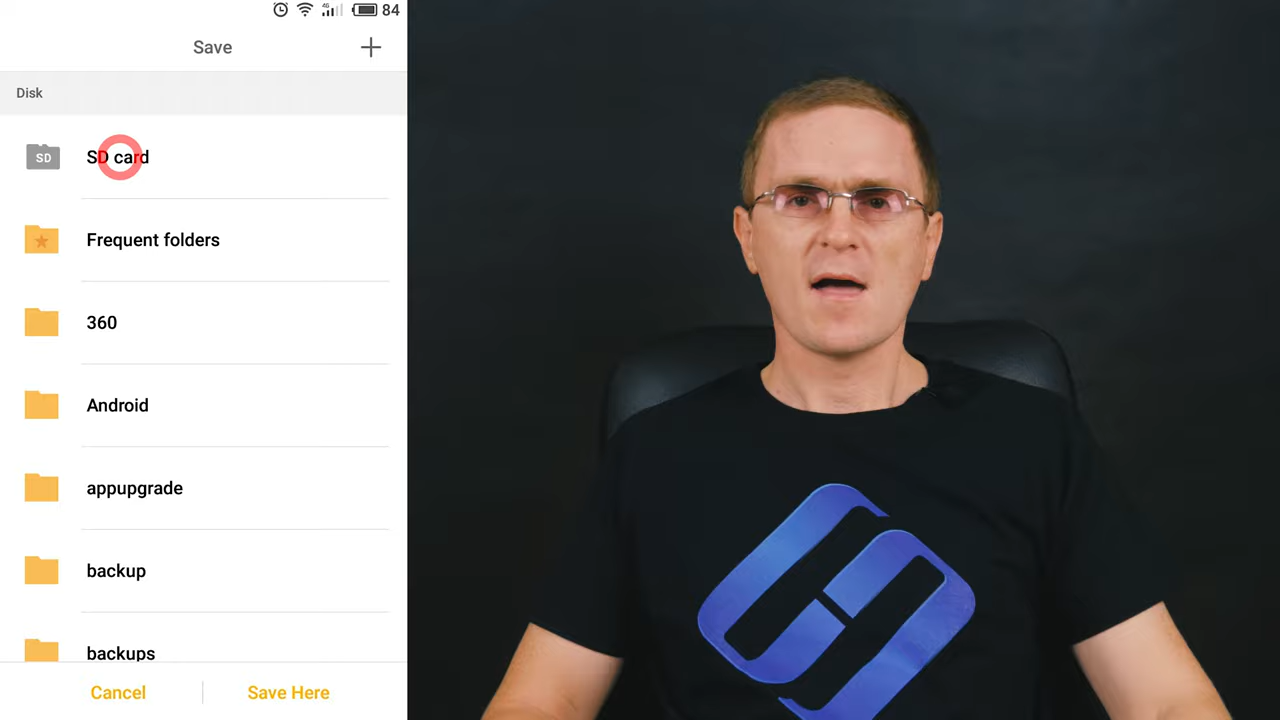 84
Save
Disk
SD SD card
Frequent folders
360
Android
appupgrade
backup
backups
Cancel Save Here